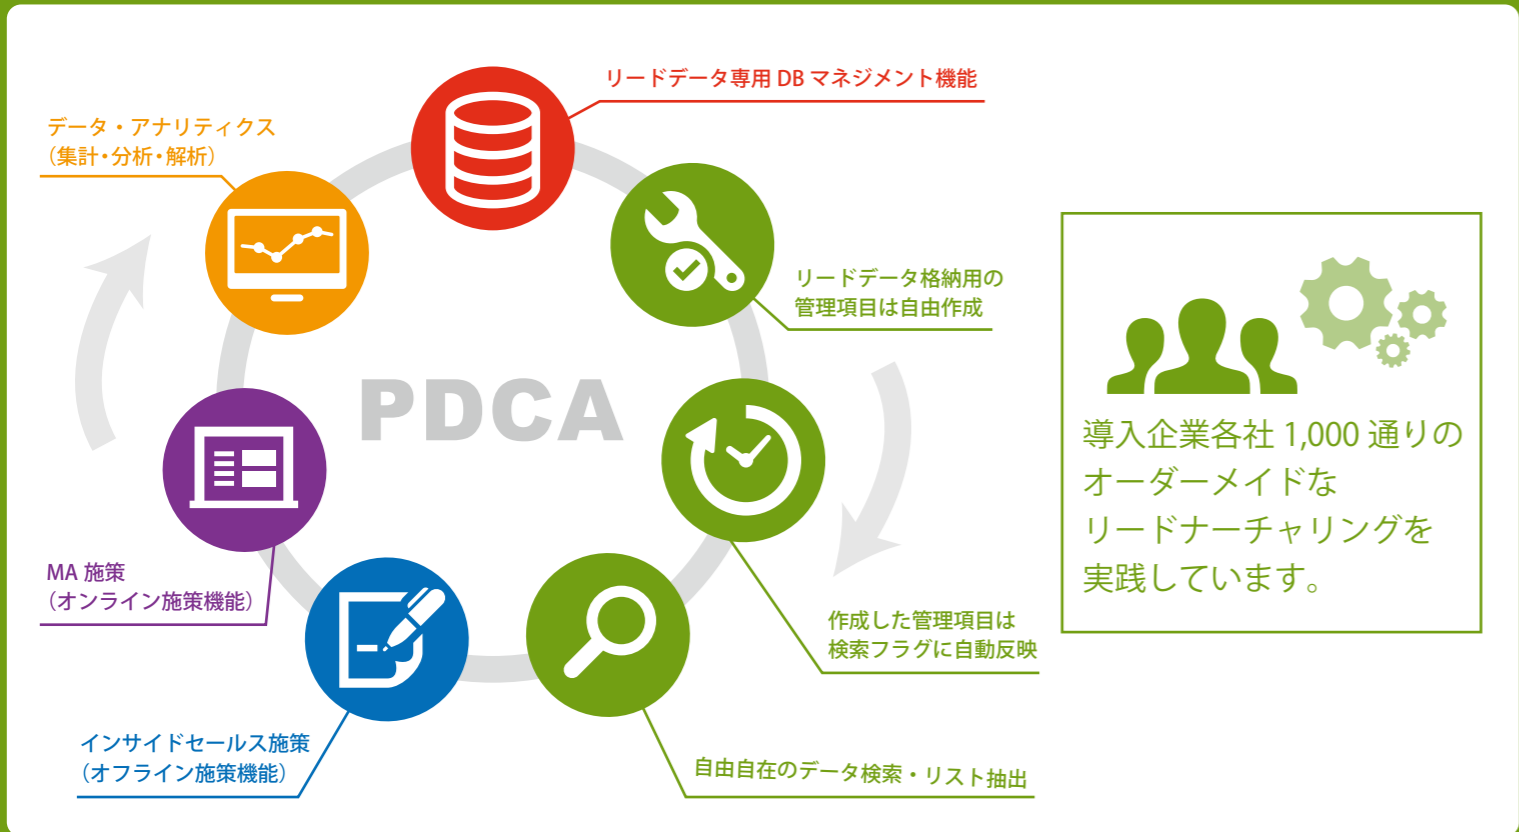 リードデータ専用 DB マネジメント機能
データ・アナリティクス
（集計・分析・解析）
リードデータ格納用の
管理項目は自由作成
PDCA
導入企業各社 1,000 通りの
オーダーメイドな
リードナーチャリングを
実践しています。
MA 施策
（オンライン施策機能）
作成した管理項目は
検索フラグに自動反映
インサイドセールス施策
（オフライン施策機能）
自由自在のデータ検索・リスト抽出